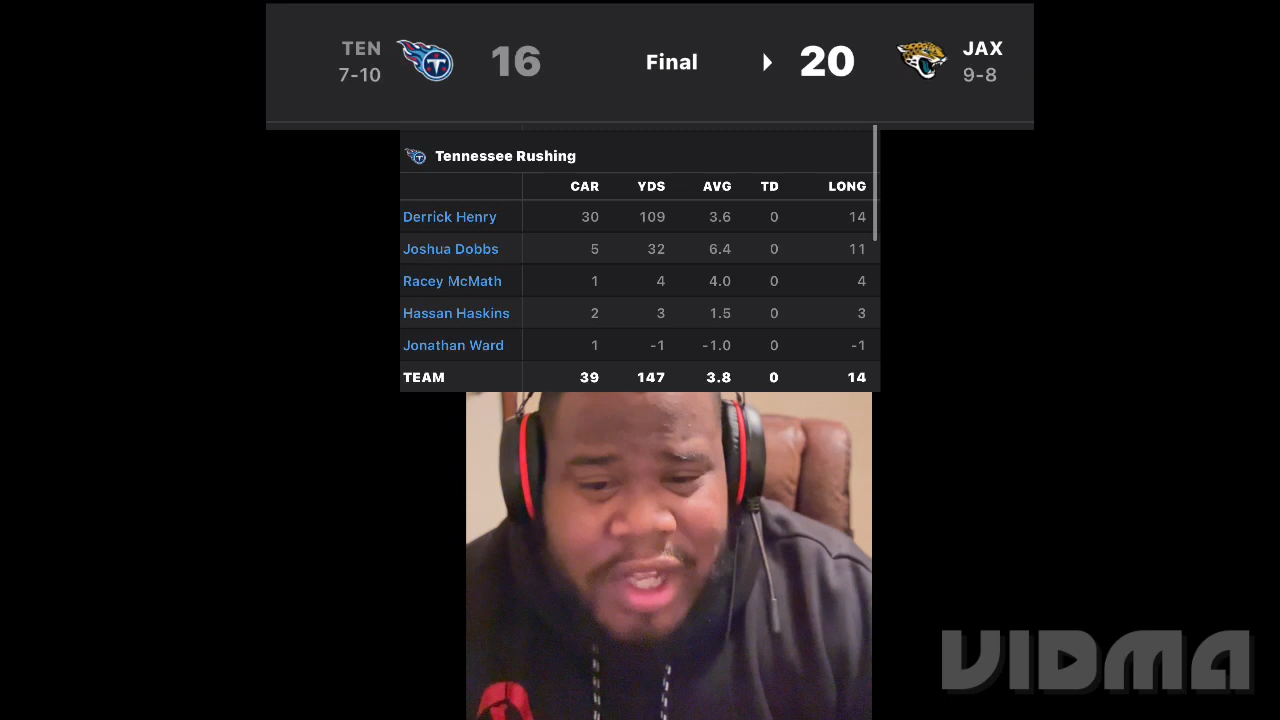 TEN 16 Final 20 JAX
7-10 9-8
Tennessee Rushing
CAR YDS AVG TD LONG
Derrick Henry 30 109 3.6 0 14
Joshua Dobbs 5 32 6.4 0 11
Racey McMath 1 4 4.0 0 4
Hassan Haskins 2 3 1.5 0 3
Jonathan Ward 1 -1 -1.0 0 -1
TEAM 39 147 3.8 0 14
VIDMA